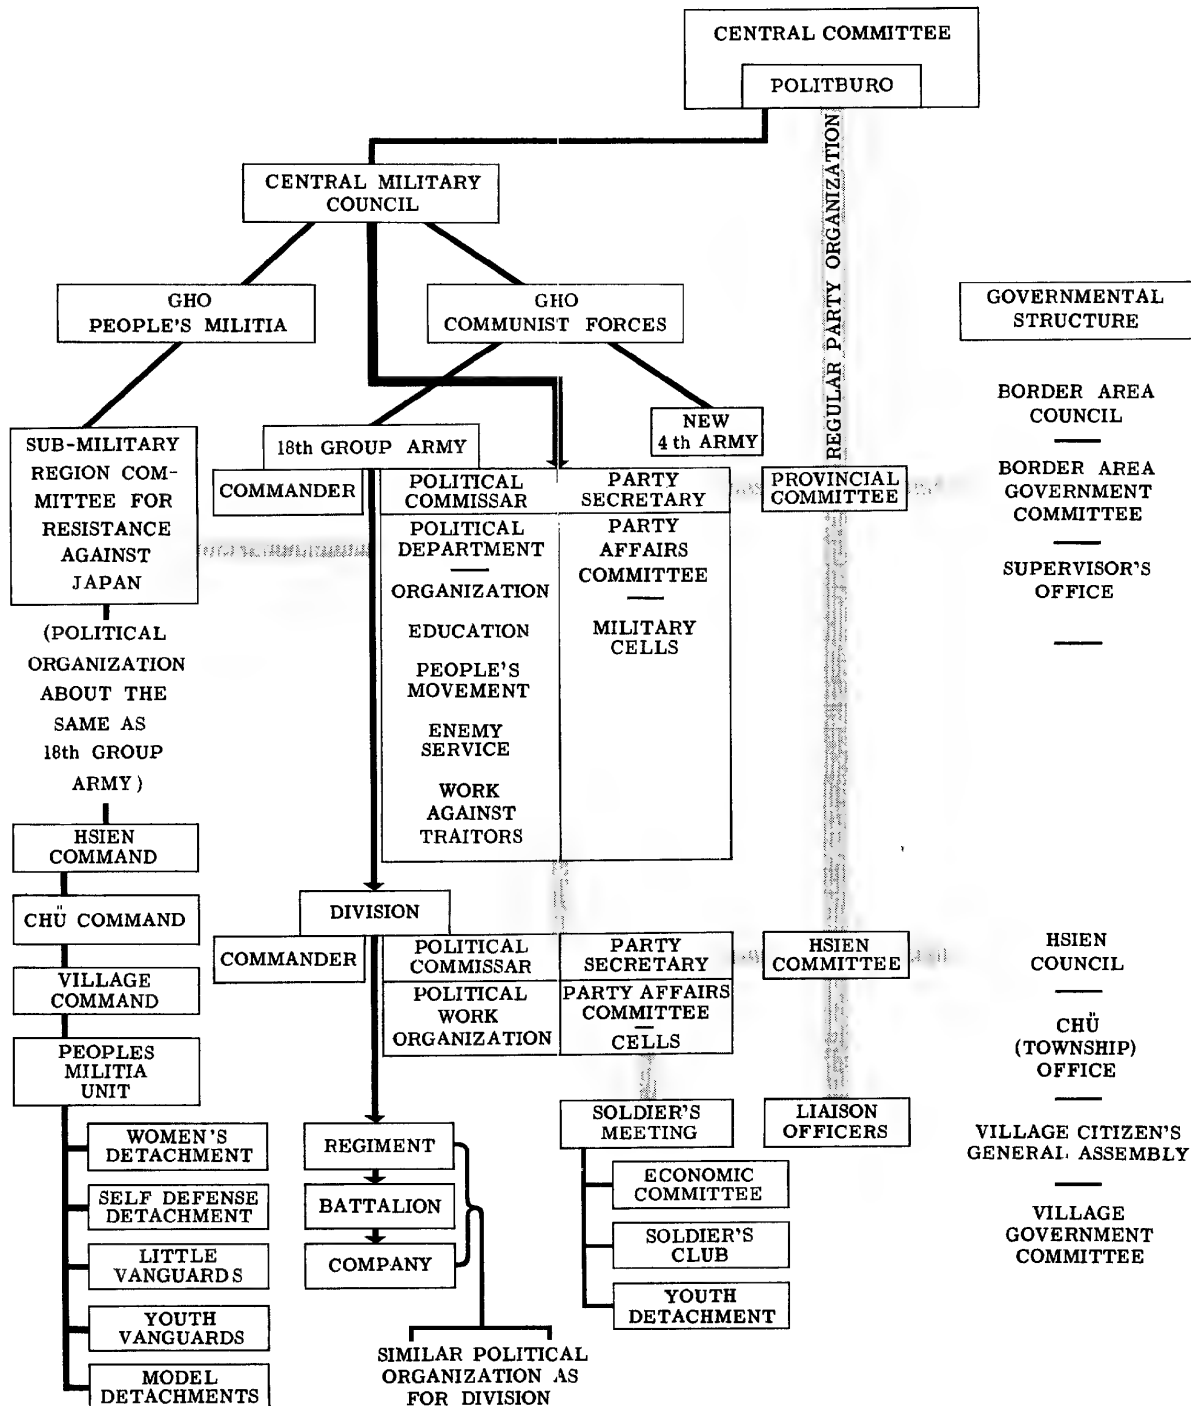 CENTRAL COMMITTEE
POLITBURO
REGULAR PARTY ORGANIZATION
CENTRAL MILITARY
COUNCIL
GHO
PEOPLE'S MILITIA
GHO
COMMUNIST FORCES
GOVERNMENTAL
STRUCTURE
BORDER AREA
COUNCIL
BORDER AREA
GOVERNMENT
COMMITTEE
SUPERVISOR'S
OFFICE
SUB-MILITARY
REGION COM-
MITTEE FOR
RESISTANCE
AGAINST
JAPAN
(POLITICAL
ORGANIZATION
ABOUT THE
SAME AS
18th GROUP
ARMY)
HSIEN
COMMAND
CHÜ COMMAND
VILLAGE
COMMAND
PEOPLES
MILITIA
UNIT
WOMEN'S
DETACHMENT
SELF DEFENSE
DETACHMENT
LITTLE
VANGUARDS
YOUTH
VANGUARDS
MODEL
DETACHMENTS
18th GROUP ARMY
NEW
4th ARMY
COMMANDER
POLITICAL
COMMISSAR
PARTY
SECRETARY
PROVINCIAL
COMMITTEE
POLITICAL
DEPARTMENT
ORGANIZATION
EDUCATION
PEOPLE'S
MOVEMENT
ENEMY
SERVICE
WORK
AGAINST
TRAITORS
PARTY
AFFAIRS
COMMITTEE
MILITARY
CELLS
DIVISION
COMMANDER
POLITICAL
COMMISSAR
PARTY
SECRETARY
HSIEN
COMMITTEE
POLITICAL
WORK
ORGANIZATION
PARTY AFFAIRS
COMMITTEE
CELLS
HSIEN
COUNCIL
CHÜ
(TOWNSHIP)
OFFICE
VILLAGE CITIZEN'S
GENERAL ASSEMBLY
VILLAGE
GOVERNMENT
COMMITTEE
REGIMENT
BATTALION
COMPANY
SIMILAR POLITICAL
ORGANIZATION AS
FOR DIVISION
SOLDIER'S
MEETING
ECONOMIC
COMMITTEE
SOLDIER'S
CLUB
YOUTH
DETACHMENT
LIAISON
OFFICERS